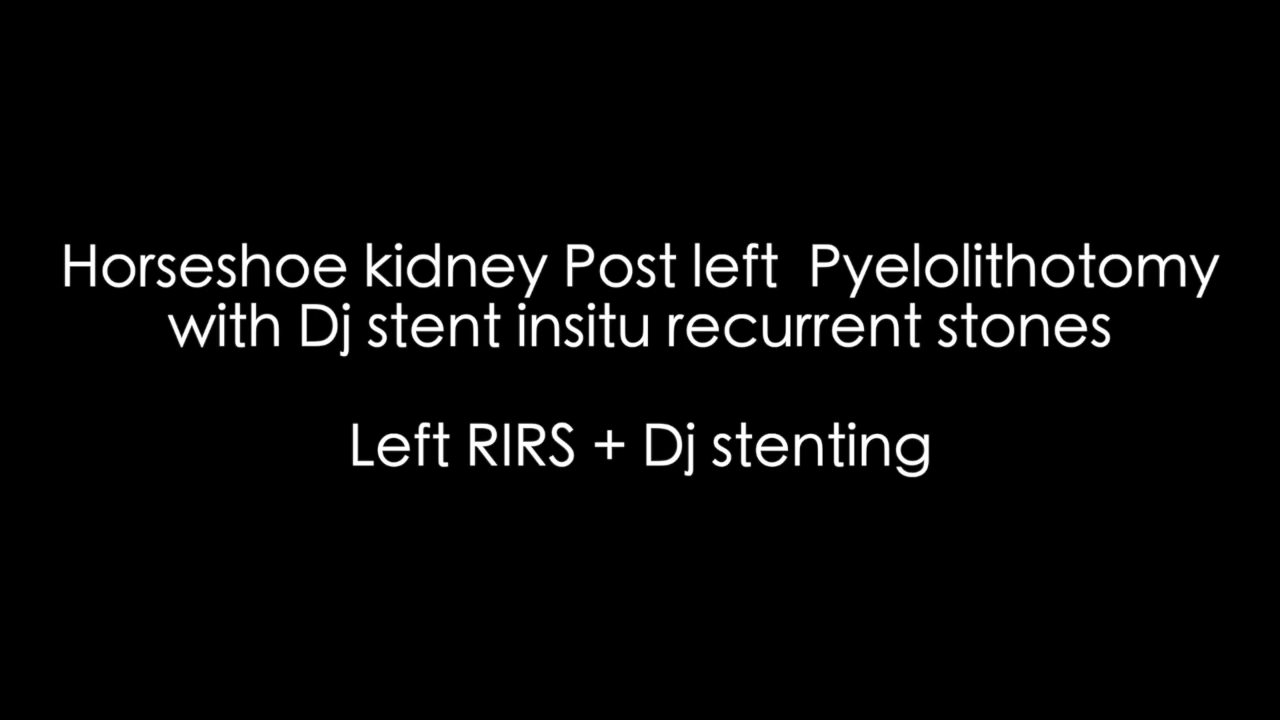 Horseshoe kidney Post left  Pyelolithotomy
with Dj stent insitu recurrent stones
Left RIRS + Dj stenting